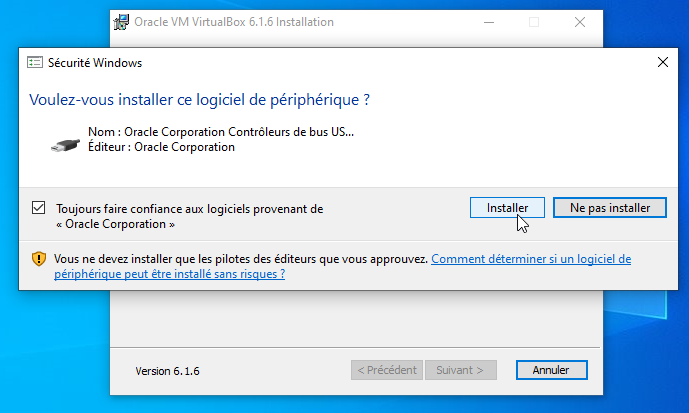 Oracle VM VirtualBox 6.1.6 Installation
Sécurité Windows
Voulez-vous installer ce logiciel de périphérique ?
Nom : Oracle Corporation Contrôleurs de bus US...
Éditeur : Oracle Corporation
Toujours faire confiance aux logiciels provenant de
« Oracle Corporation »
Installer
Ne pas installer
Vous ne devez installer que les pilotes des éditeurs que vous approuvez. Comment déterminer si un logiciel de
périphérique peut être installé sans risques ?
Version 6.1.6
< Précédent
Suivant >
Annuler